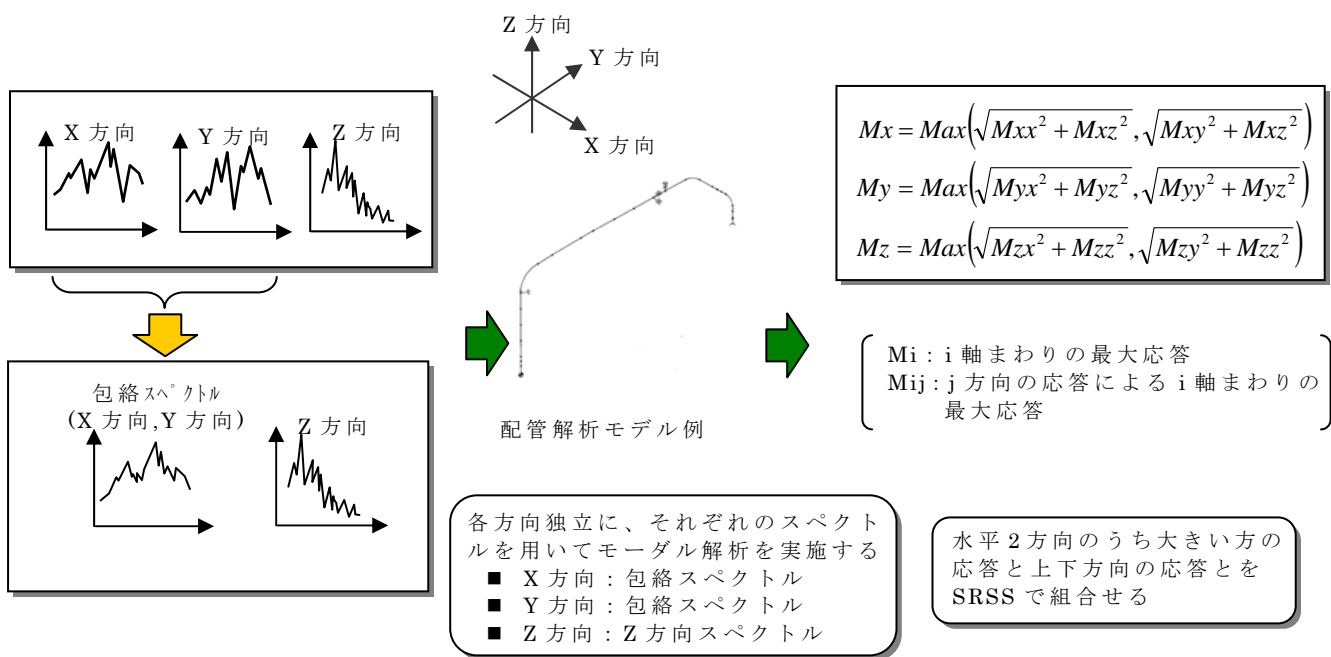 Z 方向
Y 方向
X 方向
X 方向
Y 方向
Z 方向
包絡ｽﾍﾟｸﾄﾙ
(X 方向,Y 方向)
Z 方向
配管解析モデル例
各方向独立に、それぞれのスペクト
ルを用いてモーダル解析を実施する
■ X 方向：包絡スペクトル
■ Y 方向：包絡スペクトル
■ Z 方向：Z 方向スペクトル
Mx = Max(√(Mxx² + Mxz²), √(Mxy² + Mxz²))
My = Max(√(Myx² + Myz²), √(Myy² + Myz²))
Mz = Max(√(Mzx² + Mzz²), √(Mzy² + Mzz²))
Mi：i 軸まわりの最大応答
Mij：j 方向の応答による i 軸まわりの
最大応答
水平 2 方向のうち大きい方の
応答と上下方向の応答とを
SRSS で組合せる